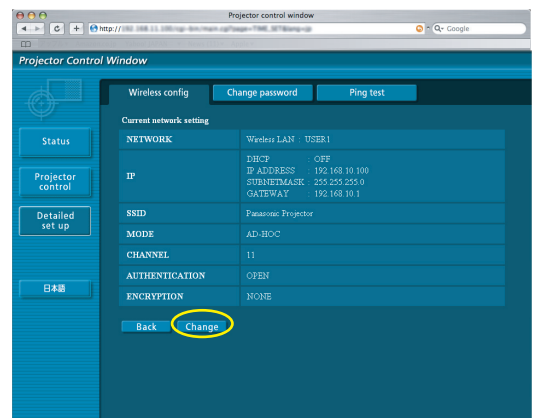 Projector control window
http://
Q- Google
Projector Control Window
Wireless config
Change password
Ping test
Current network setting
NETWORK Wireless LAN : USER1
IP
DHCP : OFF
IP ADDRESS : 192.168.10.100
SUBNETMASK : 255.255.255.0
GATEWAY : 192.168.10.1
SSID Panasonic Projector
MODE AD-HOC
CHANNEL 11
AUTHENTICATION OPEN
ENCRYPTION NONE
Back
Change
Status
Projector
control
Detailed
set up
日本語